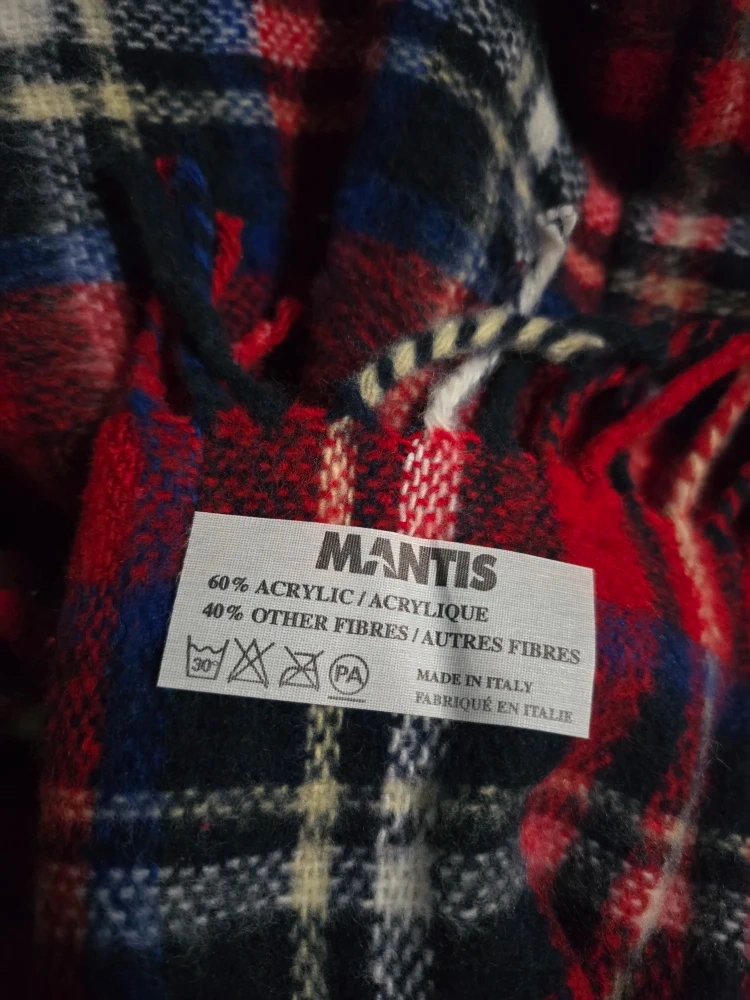 MANTIS
60% ACRYLIC / ACRYLIQUE
40% OTHER FIBRES / AUTRES FIBRES
30° PA
MADE IN ITALY
FABRIQUÉ EN ITALIE